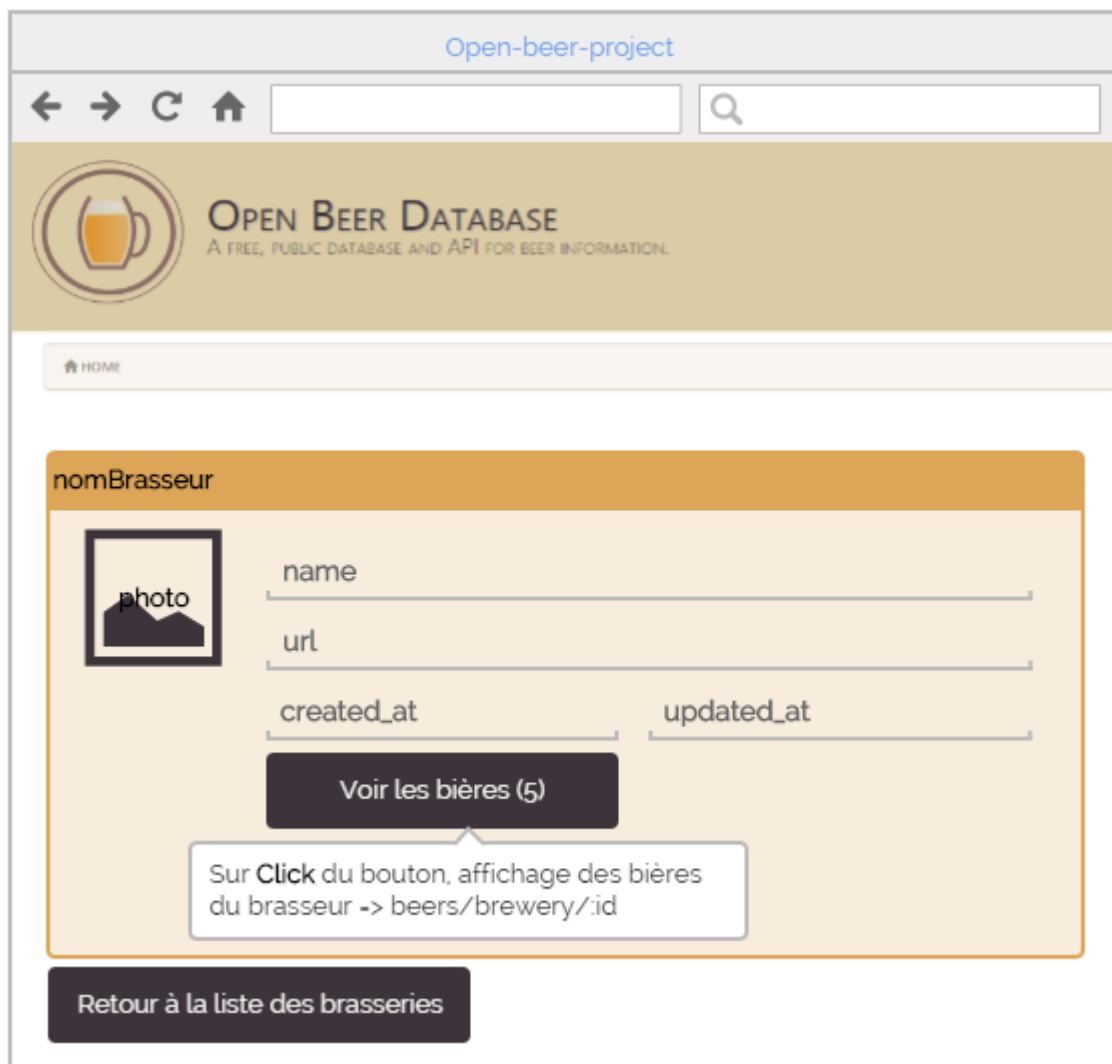 Open-beer-project
OPEN BEER DATABASE
A FREE, PUBLIC DATABASE AND API FOR BEER INFORMATION.
HOME
nomBrasseur
photo
name
url
created_at
updated_at
Voir les bières (5)
Sur Click du bouton, affichage des bières
du brasseur => beers/brewery/:id
Retour à la liste des brasseries